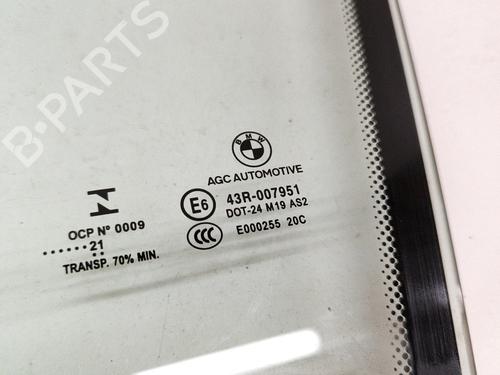 B-PARTS
BMW
AGC AUTOMOTIVE
E6 43R-007951
DOT-24 M19 AS2
CCC E000255 20C
N
OCP Nº 0009
......21
..
TRANSP. 70% MIN.